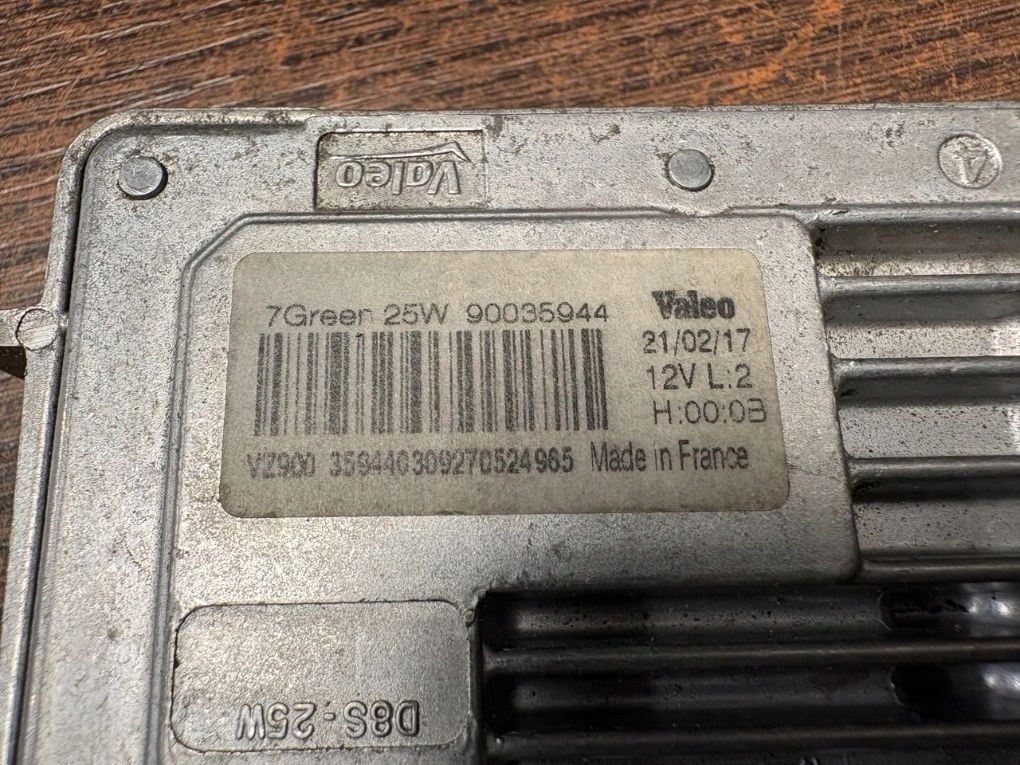 Valeo
7Green 25W 90035944
Valeo
21/02/17
12V L:2
H:00:0B
VZ900 359440309270524965 Made in France
D8S-25W